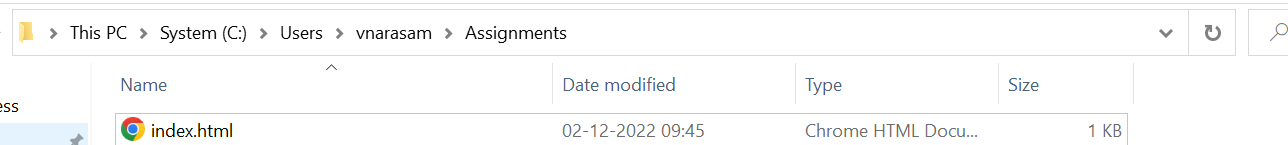 This PC > System (C:) > Users > vnarasam > Assignments
Name Date modified Type Size
ess
index.html 02-12-2022 09:45 Chrome HTML Docu... 1 KB